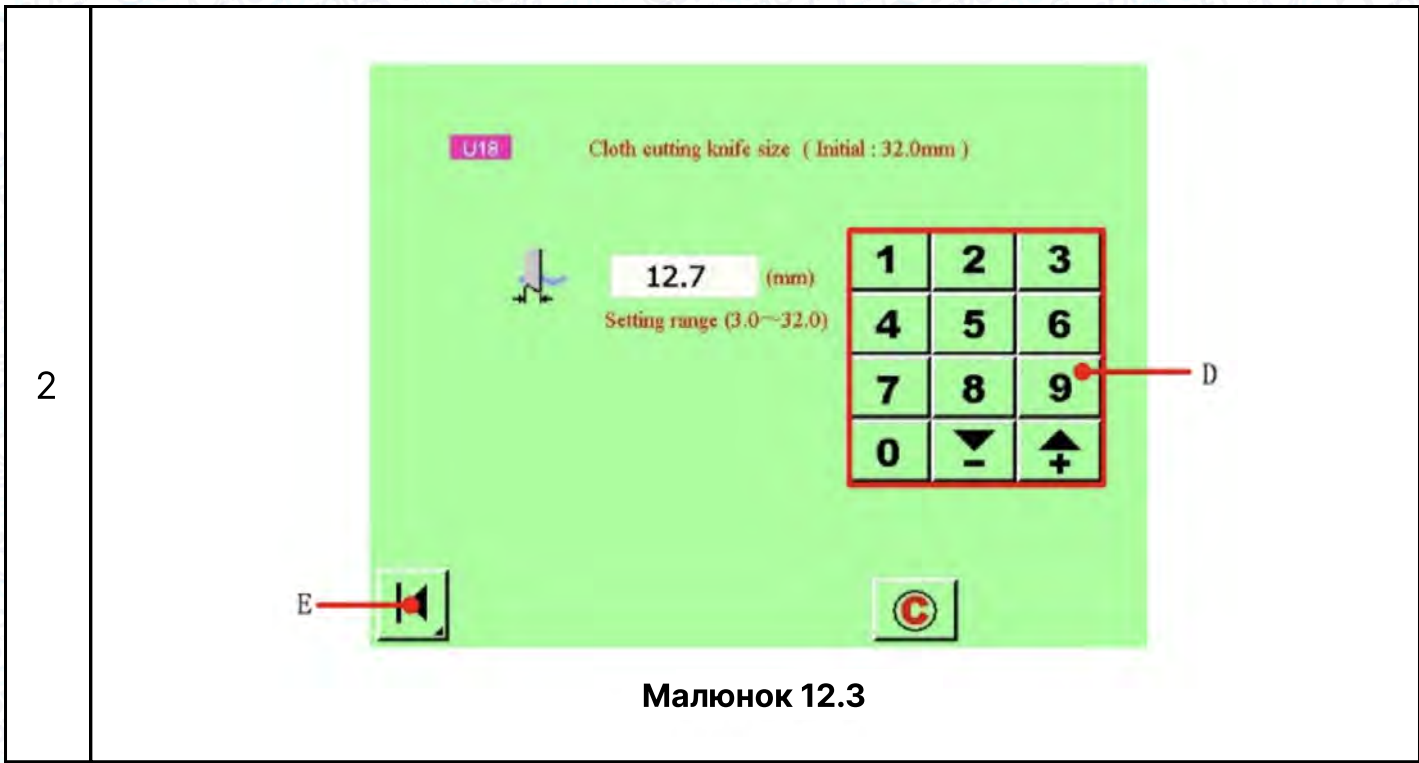 U18 Cloth cutting knife size ( Initial : 32.0mm )
1 2 3
12.7 (mm)
Setting range (3.0~32.0)
4 5 6
2
7 8 9
D
0 − +
E
C
Малюнок 12.3